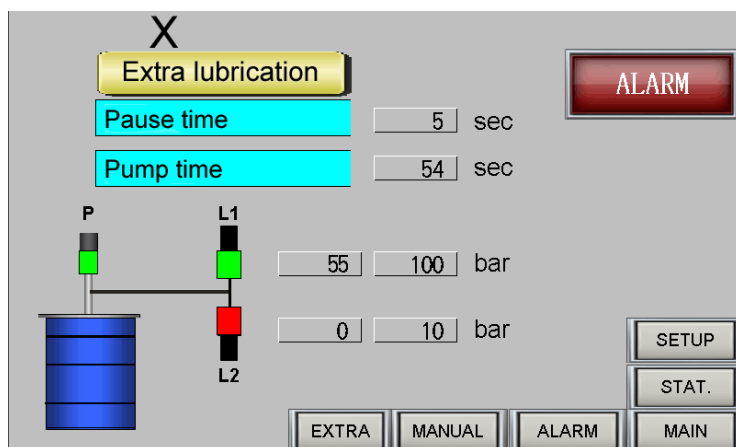 X
Extra lubrication
ALARM
Pause time 5 sec
Pump time 54 sec
P L1
55 100 bar
0 10 bar
L2
SETUP
STAT.
EXTRA MANUAL ALARM MAIN